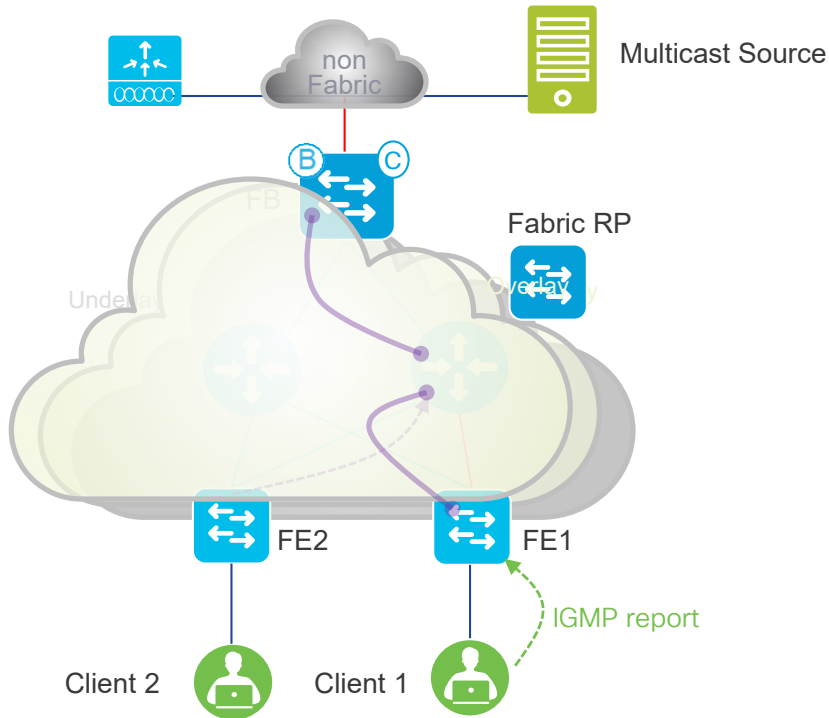 non
Fabric
Multicast Source
B
C
FB
Fabric RP
Overlay
FE2
FE1
IGMP report
Client 2
Client 1